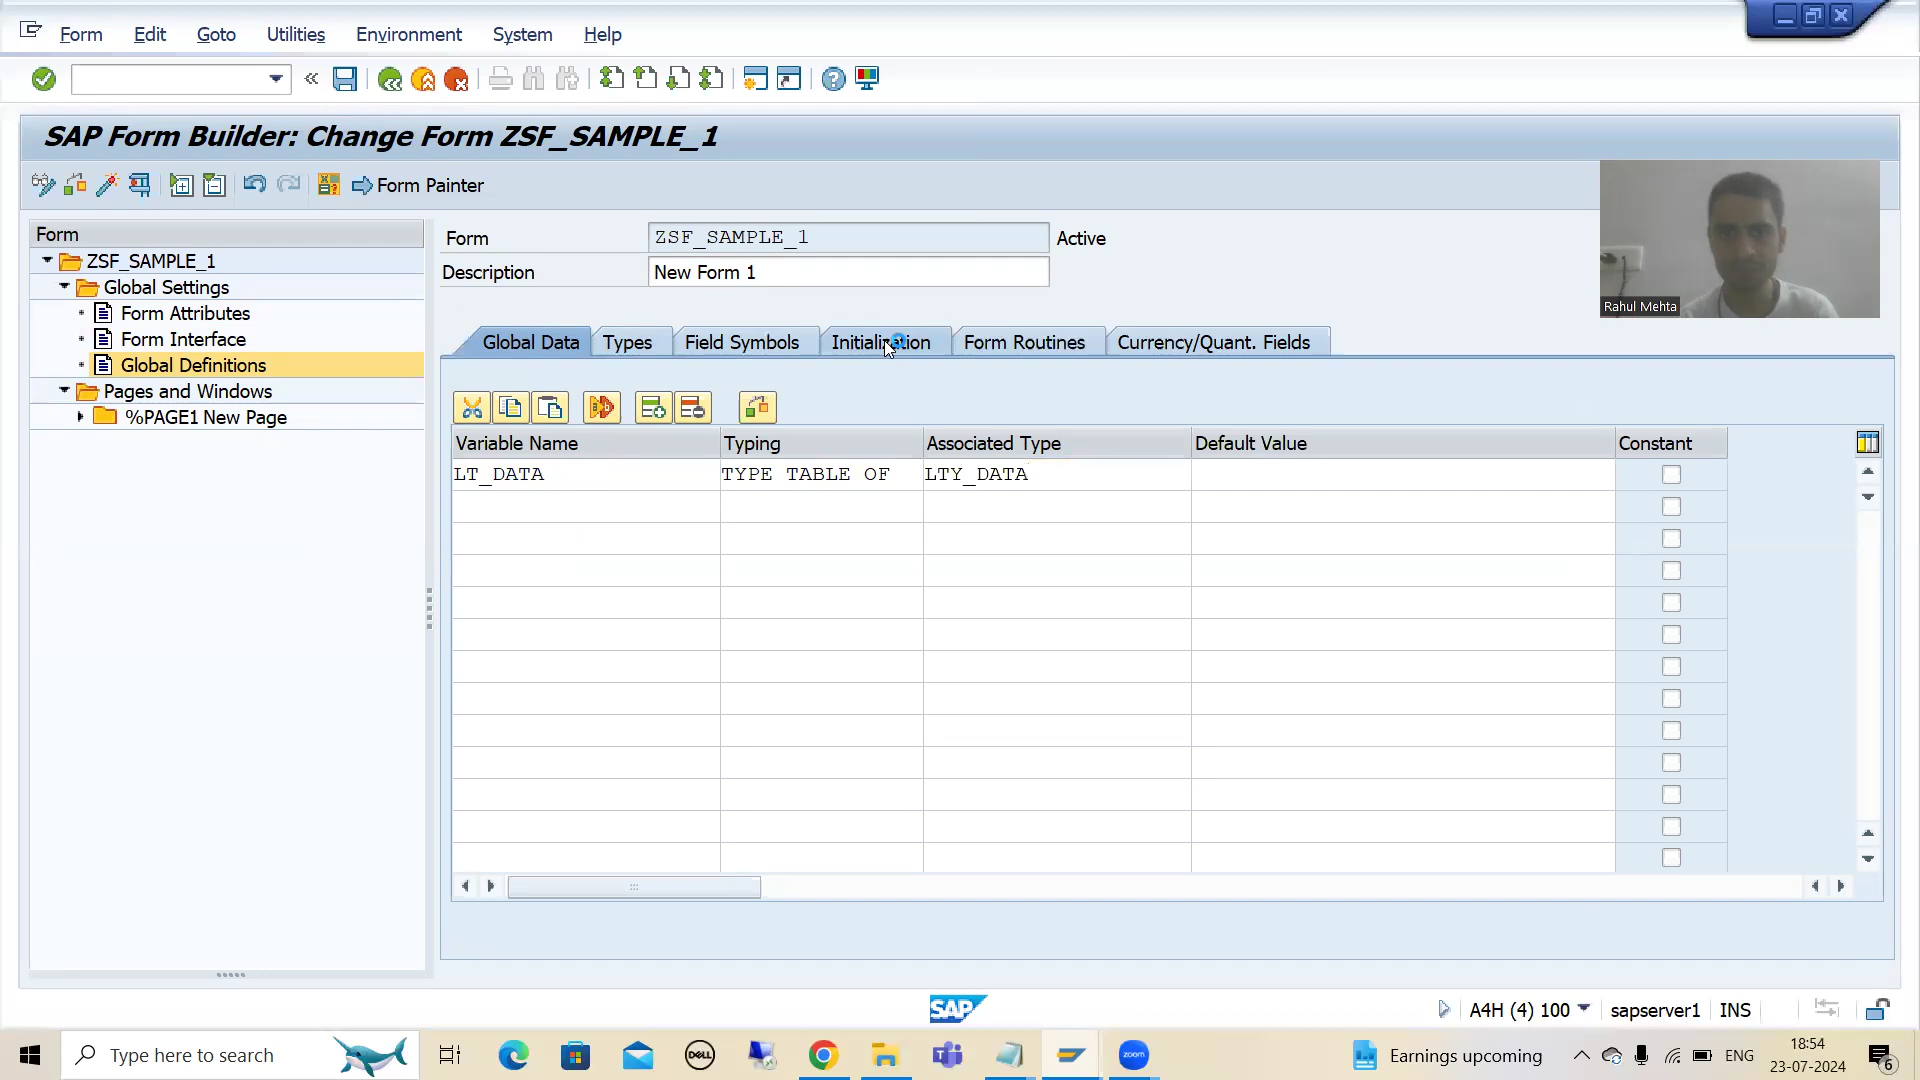 Form Edit Goto Utilities Environment System Help
SAP Form Builder: Change Form ZSF_SAMPLE_1
Form Painter
Form
ZSF_SAMPLE_1
Global Settings
Form Attributes
Form Interface
Global Definitions
Pages and Windows
%PAGE1 New Page
Form ZSF_SAMPLE_1 Active
Description New Form 1
Rahul Mehta
Global Data Types Field Symbols Initialization Form Routines Currency/Quant. Fields
Variable Name Typing Associated Type Default Value Constant
LT_DATA TYPE TABLE OF LTY_DATA
SAP
A4H (4) 100 sapserver1 INS
Type here to search
DELL
zoom
Earnings upcoming
ENG
18:54
23-07-2024
6